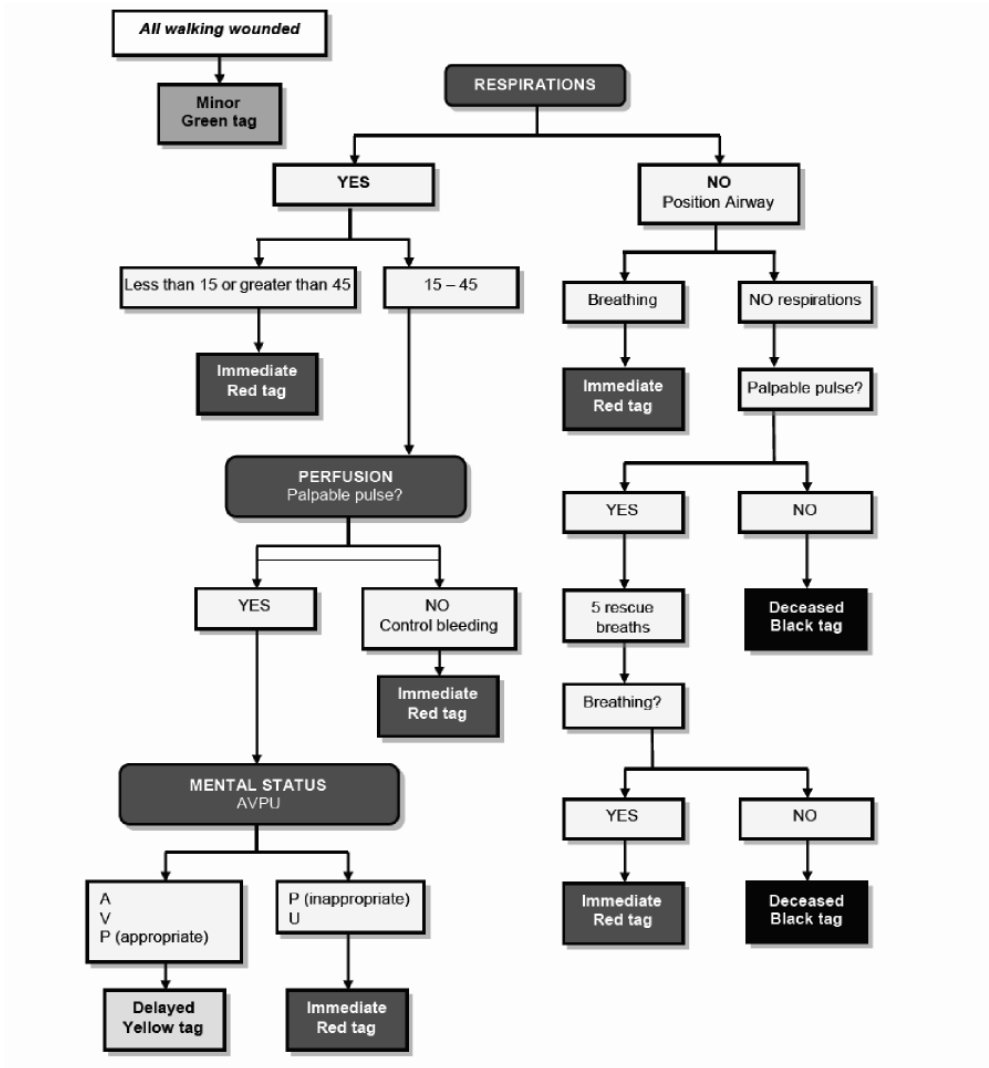 All walking wounded
Minor
Green tag
RESPIRATIONS
YES
NO
Position Airway
Less than 15 or greater than 45
15 – 45
Breathing
NO respirations
Immediate
Red tag
Immediate
Red tag
Palpable pulse?
PERFUSION
Palpable pulse?
YES
NO
YES
NO
Control bleeding
5 rescue
breaths
Deceased
Black tag
Immediate
Red tag
Breathing?
MENTAL STATUS
AVPU
YES
NO
A
V
P (appropriate)
P (inappropriate)
U
Immediate
Red tag
Deceased
Black tag
Delayed
Yellow tag
Immediate
Red tag